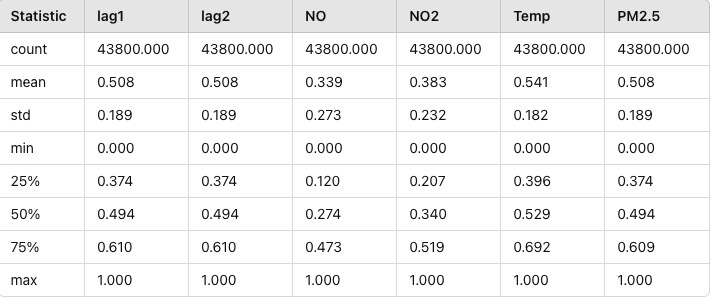 Statistic lag1 lag2 NO NO2 Temp PM2.5
count 43800.000 43800.000 43800.000 43800.000 43800.000 43800.000
mean 0.508 0.508 0.339 0.383 0.541 0.508
std 0.189 0.189 0.273 0.232 0.182 0.189
min 0.000 0.000 0.000 0.000 0.000 0.000
25% 0.374 0.374 0.120 0.207 0.396 0.374
50% 0.494 0.494 0.274 0.340 0.529 0.494
75% 0.610 0.610 0.473 0.519 0.692 0.609
max 1.000 1.000 1.000 1.000 1.000 1.000